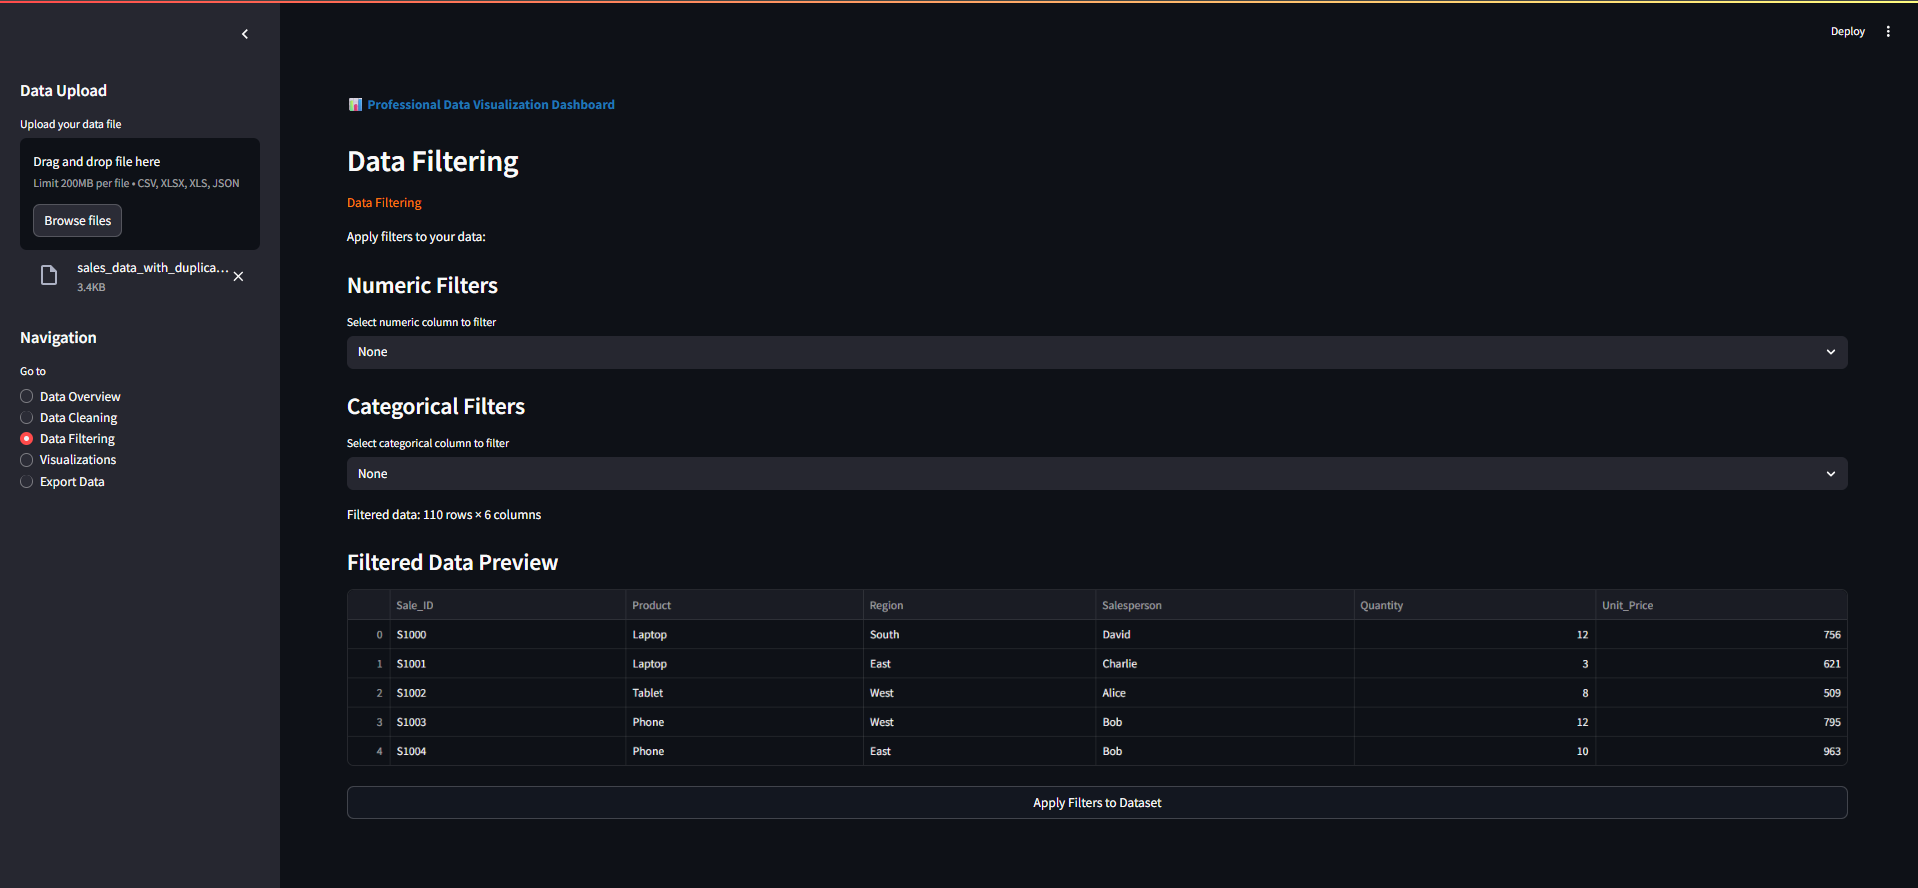 Deploy
Data Upload
Upload your data file
Drag and drop file here
Limit 200MB per file • CSV, XLSX, XLS, JSON
Browse files
sales_data_with_duplica...
3.4KB
Navigation
Go to
Data Overview
Data Cleaning
Data Filtering
Visualizations
Export Data
Professional Data Visualization Dashboard
Data Filtering
Data Filtering
Apply filters to your data:
Numeric Filters
Select numeric column to filter
None
Categorical Filters
Select categorical column to filter
None
Filtered data: 110 rows × 6 columns
Filtered Data Preview
Sale_ID Product Region Salesperson Quantity Unit_Price
0 S1000 Laptop South David 12 756
1 S1001 Laptop East Charlie 3 621
2 S1002 Tablet West Alice 8 509
3 S1003 Phone West Bob 12 795
4 S1004 Phone East Bob 10 963
Apply Filters to Dataset